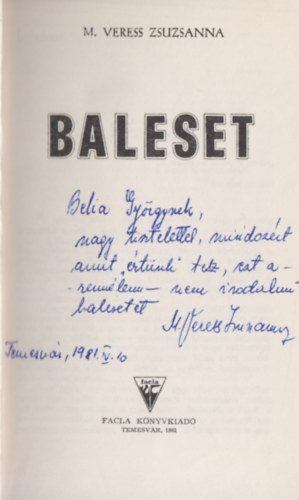 M. VERESS ZSUZSANNA
BALESET
Belia Györgynek,
nagy tisztelettel, mindazért
amit „értünk" tesz, ezt a
- remélem - nem irodalmi
balesetet
M. Veress Zsuzsanna
Temesvár, 1981. IV. 10
facla
FACLA KÖNYVKIADÓ
TEMESVÁR, 1981